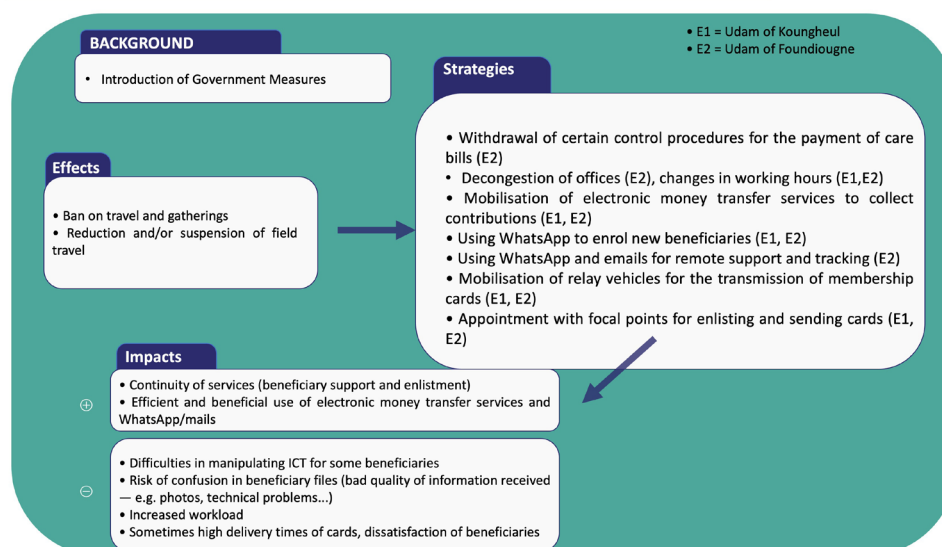 BACKGROUND
• Introduction of Government Measures
• E1 = Udam of Koungheul
• E2 = Udam of Foundiougne
Strategies
• Withdrawal of certain control procedures for the payment of care
bills (E2)
• Decongestion of offices (E2), changes in working hours (E1,E2)
• Mobilisation of electronic money transfer services to collect
contributions (E1, E2)
• Using WhatsApp to enrol new beneficiaries (E1, E2)
• Using WhatsApp and emails for remote support and tracking (E2)
• Mobilisation of relay vehicles for the transmission of membership
cards (E1, E2)
• Appointment with focal points for enlisting and sending cards (E1,
E2)
Effects
• Ban on travel and gatherings
• Reduction and/or suspension of field
travel
Impacts
• Continuity of services (beneficiary support and enlistment)
• Efficient and beneficial use of electronic money transfer services and
WhatsApp/mails
• Difficulties in manipulating ICT for some beneficiaries
• Risk of confusion in beneficiary files (bad quality of information received
— e.g. photos, technical problems...)
• Increased workload
• Sometimes high delivery times of cards, dissatisfaction of beneficiaries